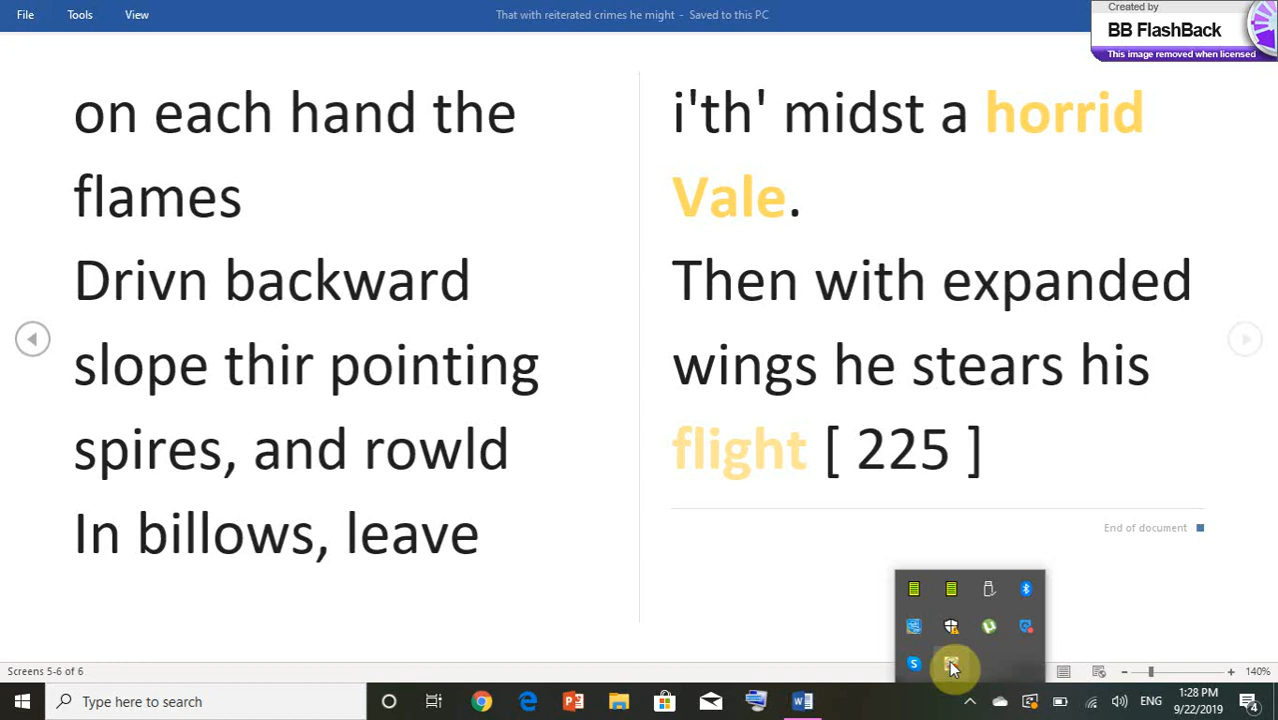 File Tools View That with reiterated crimes he might - Saved to this PC
Created by
BB FlashBack
This image removed when licensed
on each hand the
flames
Drivn backward
slope thir pointing
spires, and rowld
In billows, leave
i'th' midst a horrid
Vale.
Then with expanded
wings he stears his
flight [ 225 ]
End of document
Screens 5-6 of 6
140%
Type here to search
ENG
1:28 PM
9/22/2019
4